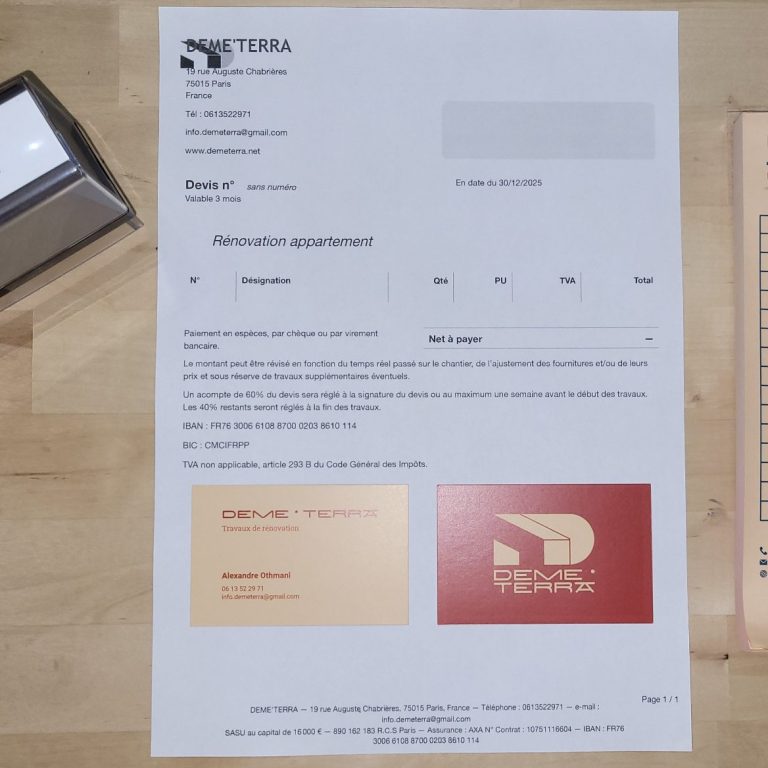 DEME'TERRA
19 rue Auguste Chabrières
75015 Paris
France
Tél : 0613522971
info.demeterra@gmail.com
www.demeterra.net
Devis n° sans numéro
Valable 3 mois
En date du 30/12/2025
Rénovation appartement
N° Désignation Qté PU TVA Total
Paiement en espèces, par chèque ou par virement
bancaire.
Net à payer —
Le montant peut être révisé en fonction du temps réel passé sur le chantier, de l'ajustement des fournitures et/ou de leurs
prix et sous réserve de travaux supplémentaires éventuels.
Un acompte de 60% du devis sera réglé à la signature du devis ou au maximum une semaine avant le début des travaux.
Les 40% restants seront réglés à la fin des travaux.
IBAN : FR76 3006 6108 8700 0203 8610 114
BIC : CMCIFRPP
TVA non applicable, article 293 B du Code Général des Impôts.
DEME·TERRA
Travaux de rénovation
Alexandre Othmani
06 13 52 29 71
info.demeterra@gmail.com
DEME·
TERRA
Page 1 / 1
DEME'TERRA — 19 rue Auguste Chabrières, 75015 Paris, France — Téléphone : 0613522971 — e-mail :
info.demeterra@gmail.com
SASU au capital de 16 000 € — 890 162 183 R.C.S Paris — Assurance : AXA N° Contrat : 10751116604 — IBAN : FR76
3006 6108 8700 0203 8610 114